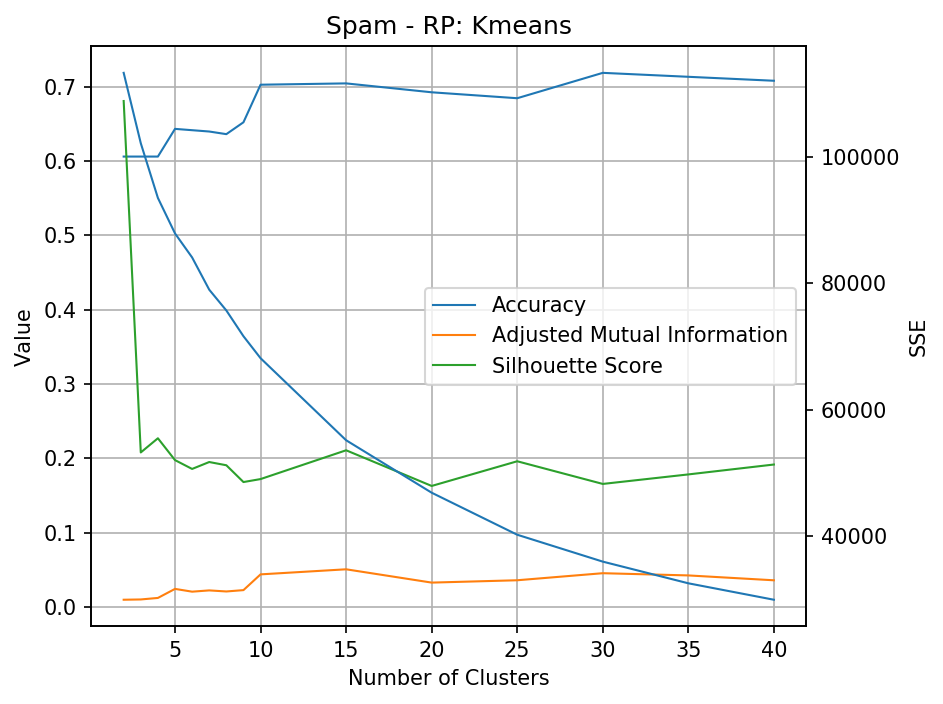 Spam - RP: Kmeans
0.7
0.6
0.5
0.4
0.3
0.2
0.1
0.0
Value
100000
80000
60000
40000
SSE
Accuracy
Adjusted Mutual Information
Silhouette Score
5 10 15 20 25 30 35 40
Number of Clusters